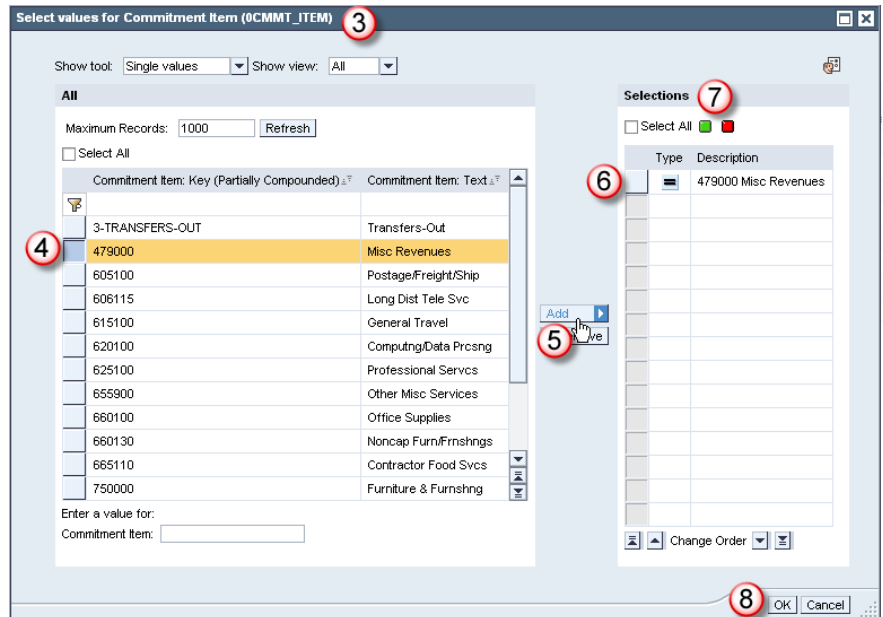 Select values for Commitment Item (0CMMT_ITEM)
3
Show tool: Single values Show view: All
All
Maximum Records: 1000 Refresh
Select All
Commitment Item: Key (Partially Compounded) Commitment Item: Text
3-TRANSFERS-OUT Transfers-Out
4
479000 Misc Revenues
605100 Postage/Freight/Ship
606115 Long Dist Tele Svc
615100 General Travel
620100 Computng/Data Prcsng
625100 Professional Servcs
655900 Other Misc Services
660100 Office Supplies
660130 Noncap Furn/Frnshngs
665110 Contractor Food Svcs
750000 Furniture & Furnshng
Enter a value for:
Commitment Item:
Add
5
Selections
7
Select All
Type Description
6
= 479000 Misc Revenues
Change Order
8
OK Cancel